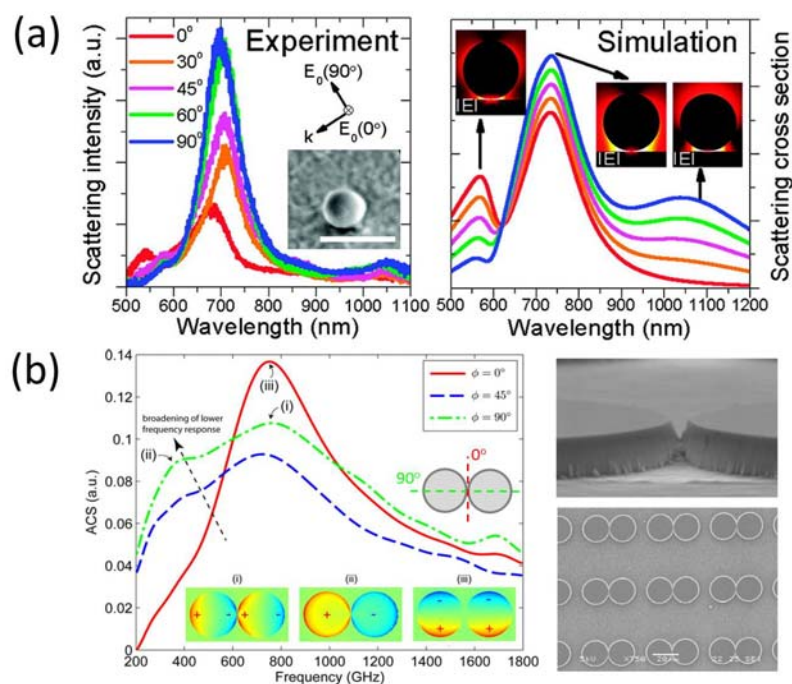 (a)
0°
30°
45°
60°
90°
Experiment
E₀(90°)
k
E₀(0°)
Scattering intensity (a.u.)
500 600 700 800 900 1000 1100
Wavelength (nm)
Simulation
|E|
|E|
|E|
Scattering cross section
500 600 700 800 900 1000 1100 1200
Wavelength (nm)
(b)
0.14
0.12
0.1
0.08
0.06
0.04
0.02
0
ACS (a.u.)
broadening of lower
frequency response
(iii)
(i)
(ii)
ϕ = 0°
ϕ = 45°
ϕ = 90°
0°
90°
(i) (ii) (iii)
+ - + -
+ -
- -
+ +
200 400 600 800 1000 1200 1400 1600 1800
Frequency (GHz)
5kU X750 20µm